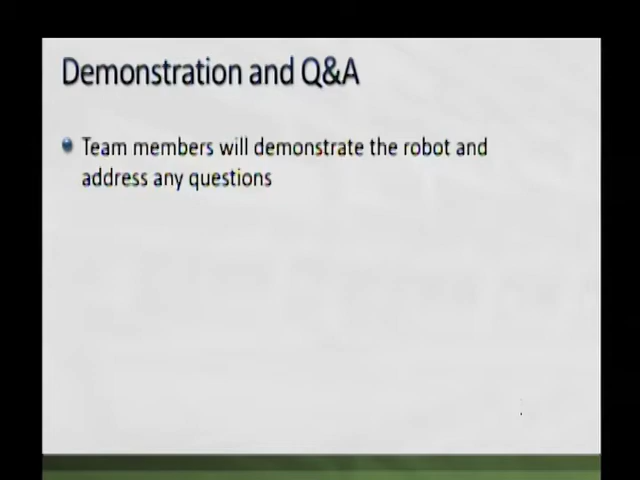 Demonstration and Q&A
Team members will demonstrate the robot and
address any questions